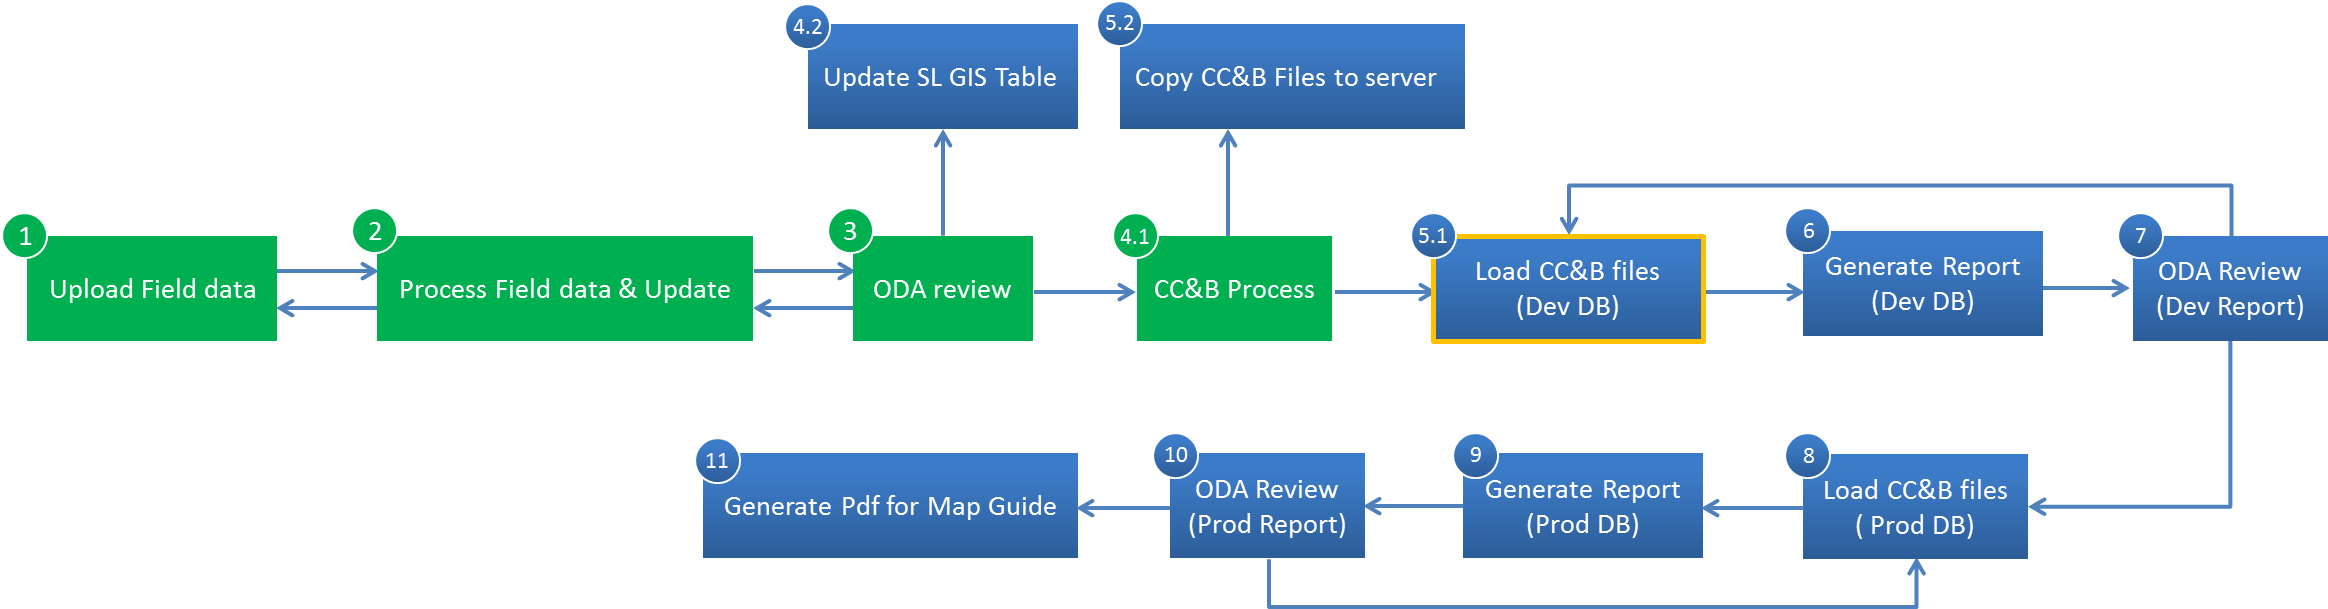 4.2
Update SL GIS Table
5.2
Copy CC&B Files to server
1
Upload Field data
2
Process Field data & Update
3
ODA review
4.1
CC&B Process
5.1
Load CC&B files
(Dev DB)
6
Generate Report
(Dev DB)
7
ODA Review
(Dev Report)
8
Load CC&B files
( Prod DB)
9
Generate Report
(Prod DB)
10
ODA Review
(Prod Report)
11
Generate Pdf for Map Guide